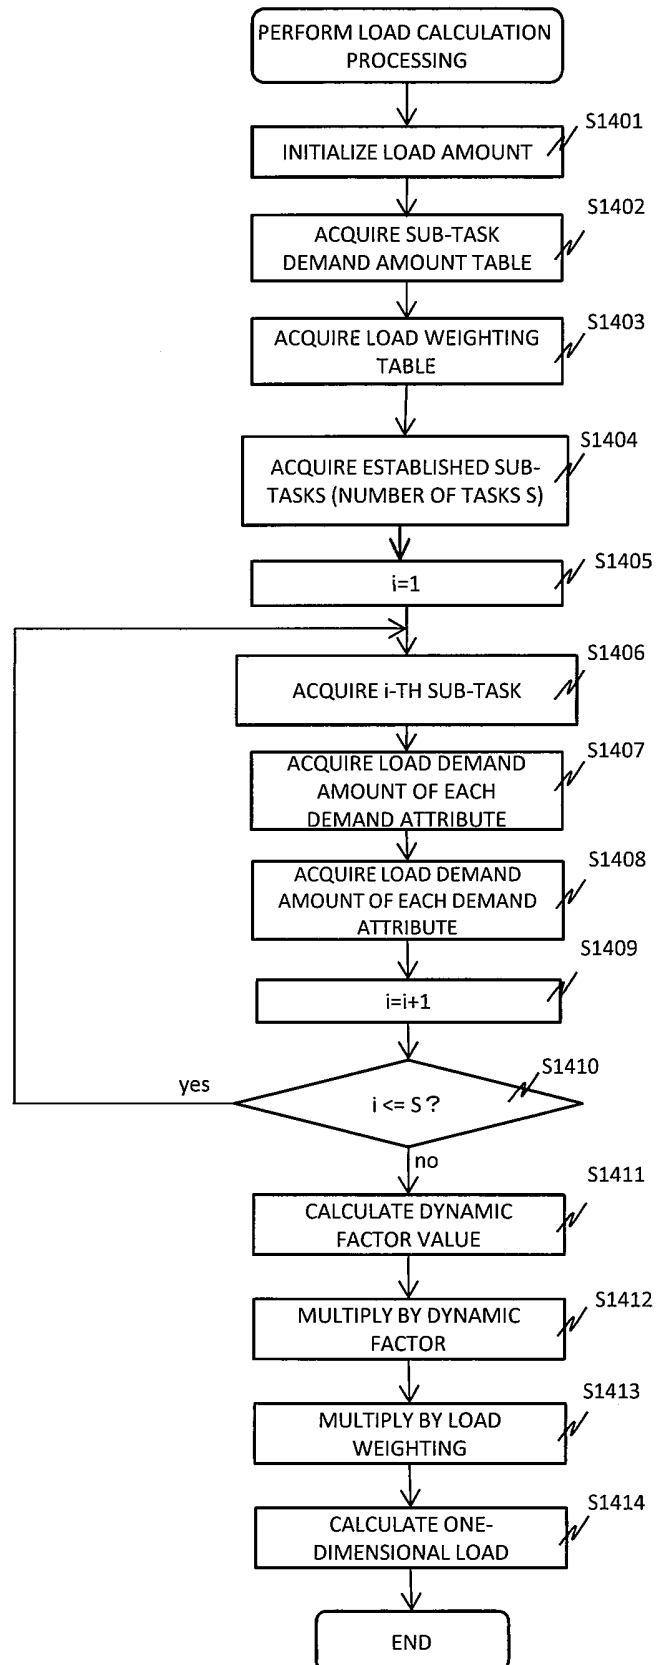 PERFORM LOAD CALCULATION
PROCESSING
S1401
INITIALIZE LOAD AMOUNT
S1402
ACQUIRE SUB-TASK
DEMAND AMOUNT TABLE
S1403
ACQUIRE LOAD WEIGHTING
TABLE
S1404
ACQUIRE ESTABLISHED SUB-
TASKS (NUMBER OF TASKS S)
S1405
i=1
S1406
ACQUIRE i-TH SUB-TASK
S1407
ACQUIRE LOAD DEMAND
AMOUNT OF EACH
DEMAND ATTRIBUTE
S1408
ACQUIRE LOAD DEMAND
AMOUNT OF EACH DEMAND
ATTRIBUTE
S1409
i=i+1
S1410
yes
i <= S?
no
S1411
CALCULATE DYNAMIC
FACTOR VALUE
S1412
MULTIPLY BY DYNAMIC
FACTOR
S1413
MULTIPLY BY LOAD
WEIGHTING
S1414
CALCULATE ONE-
DIMENSIONAL LOAD
END